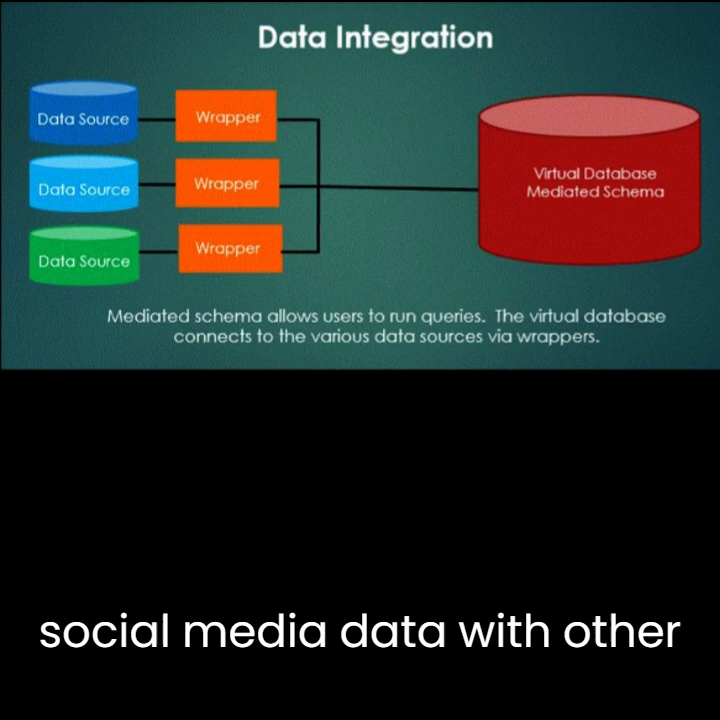 Data Integration
Data Source
Wrapper
Data Source
Wrapper
Data Source
Wrapper
Virtual Database
Mediated Schema
Mediated schema allows users to run queries. The virtual database
connects to the various data sources via wrappers.
social media data with other